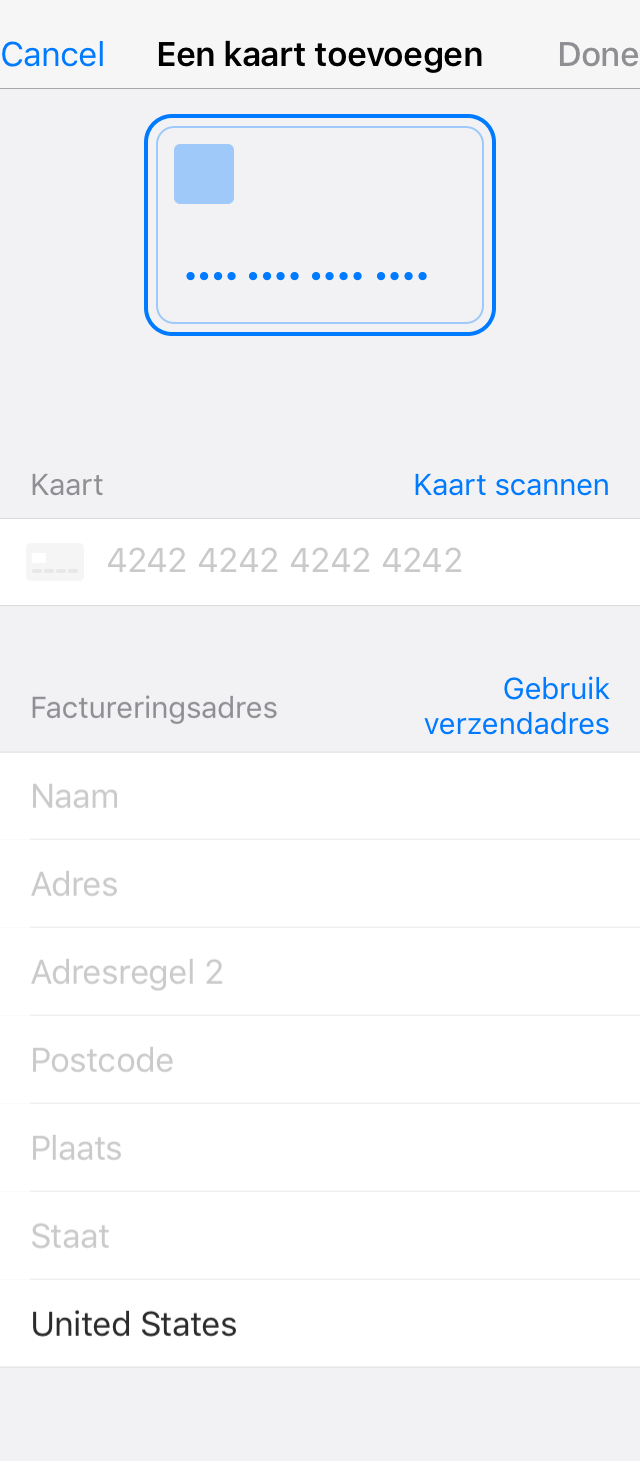 Cancel Een kaart toevoegen Done
•••• •••• •••• ••••
Kaart Kaart scannen
4242 4242 4242 4242
Factureringsadres Gebruik verzendadres
Naam
Adres
Adresregel 2
Postcode
Plaats
Staat
United States